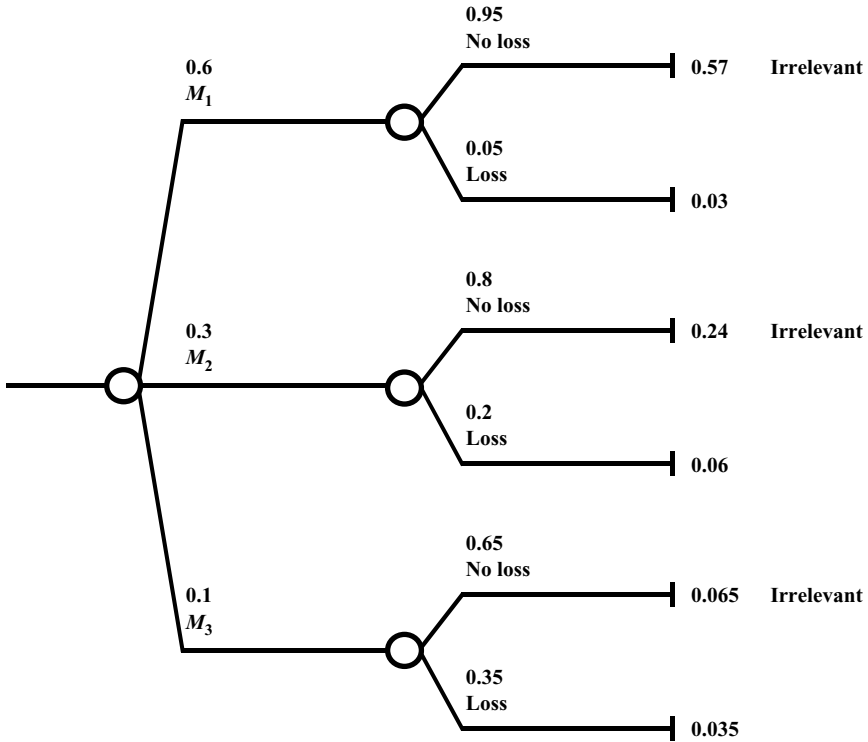 0.95
No loss
0.6
M1
0.57 Irrelevant
0.05
Loss
0.03
0.8
No loss
0.3
M2
0.24 Irrelevant
0.2
Loss
0.06
0.65
No loss
0.1
M3
0.065 Irrelevant
0.35
Loss
0.035